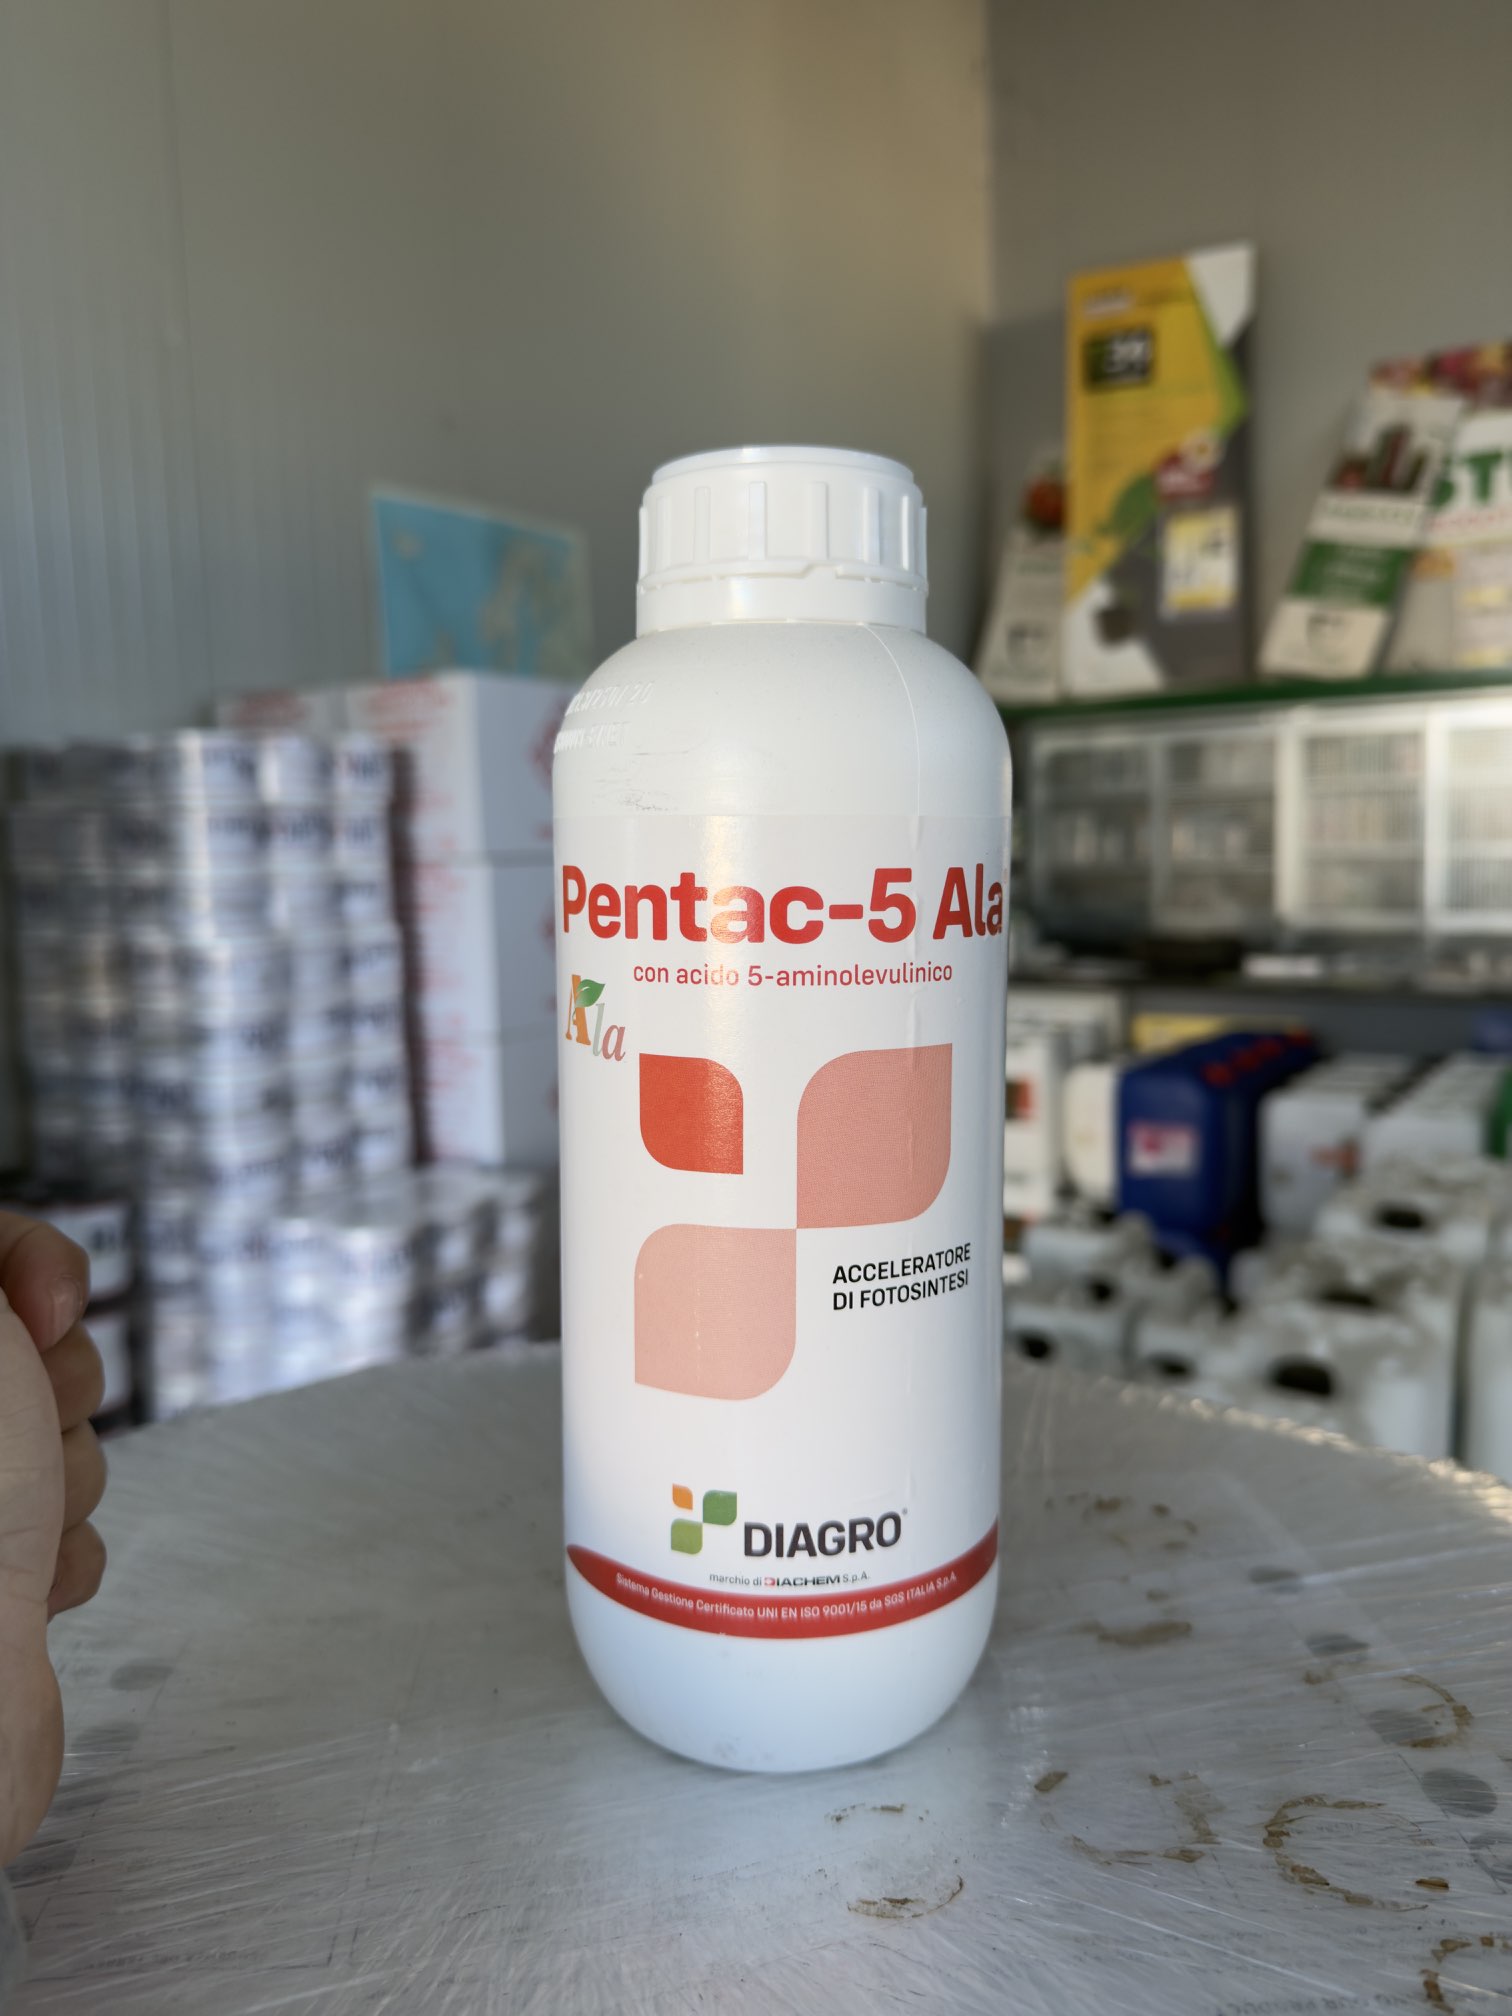 Pentac-5 Ala
con acido 5-aminolevulinico
Ala
ACCELERATORE
DI FOTOSINTESI
DIAGRO®
marchio di DIACHEM S.p.A.
Sistema Gestione Certificato UNI EN ISO 9001/15 da SGS ITALIA S.p.A.